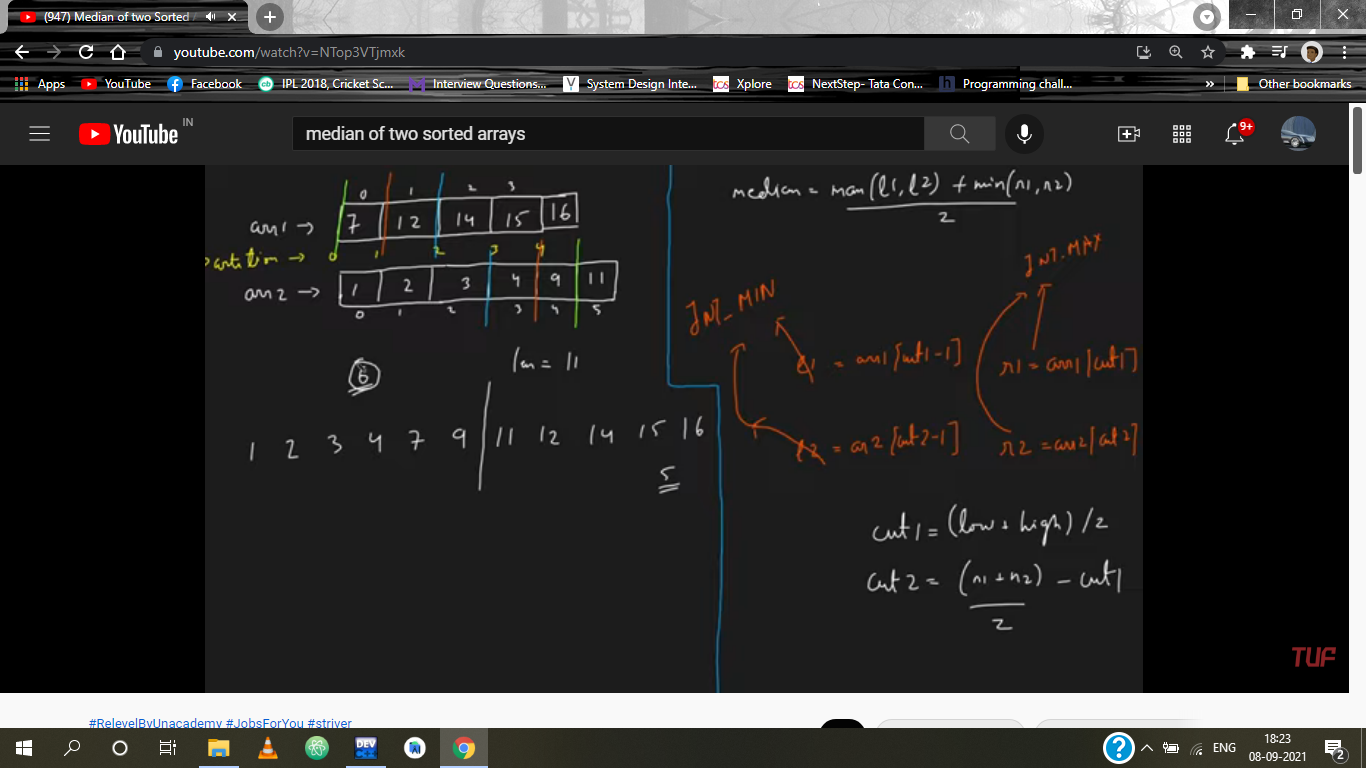 (947) Median of two Sorted
youtube.com/watch?v=NTop3VTjmxk
Apps YouTube Facebook IPL 2018, Cricket Sc... Interview Questions... System Design Inte... Xplore NextStep- Tata Con... Programming chall... » Other bookmarks
YouTube IN
median of two sorted arrays
9+
0 1 2 3
arr1 → 7 12 14 15 16
partition → 0 1 2 3 4
arr2 → 1 2 3 4 9 11
0 1 2 3 4 5
6
len = 11
1 2 3 4 7 9 11 12 14 15 16
5
median = max(l1, l2) + min(r1, r2)
2
INT_MIN
INT_MAX
l1 = arr1[cut1-1]
r1 = arr1[cut1]
l2 = arr2[cut2-1]
r2 = arr2[cut2]
cut1 = (low + high) / 2
cut2 = (n1 + n2) - cut1
2
TUF
#RelevelByUnacademy #JobsForYou #striver
DEV
ENG
18:23
08-09-2021
2